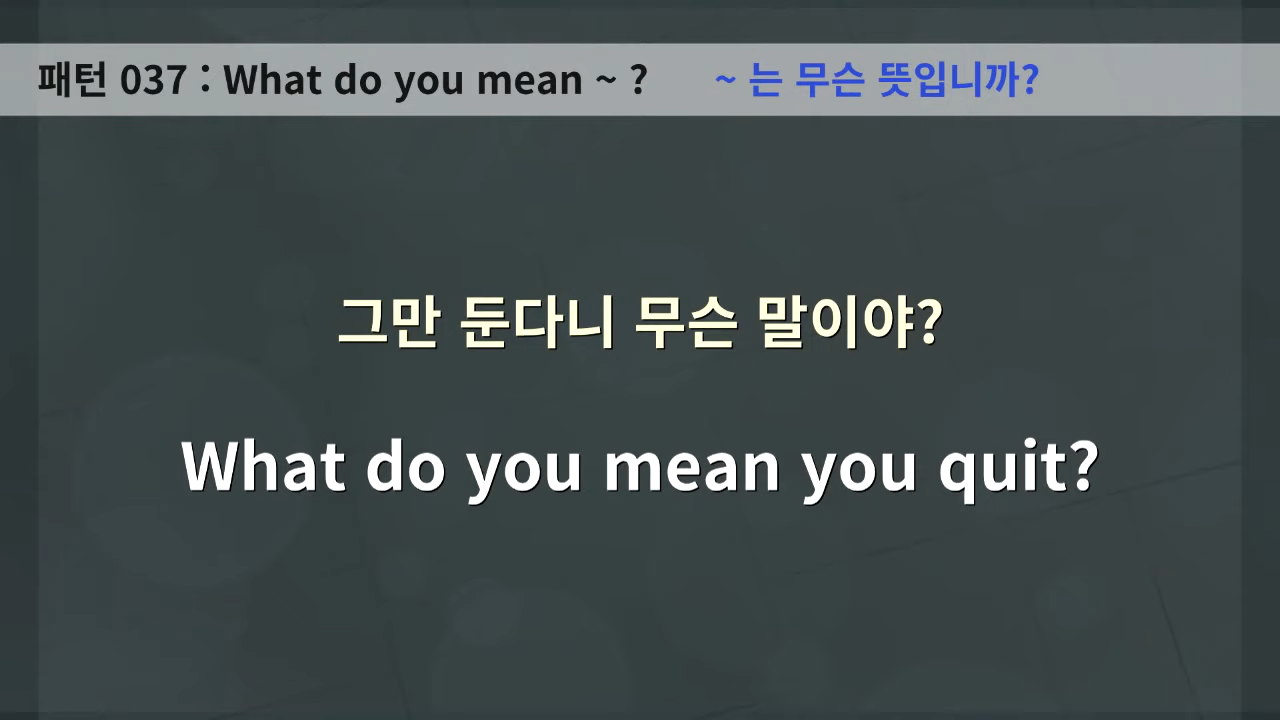 패턴 037 : What do you mean ~ ? ~ 는 무슨 뜻입니까?
그만 둔다니 무슨 말이야?
What do you mean you quit?